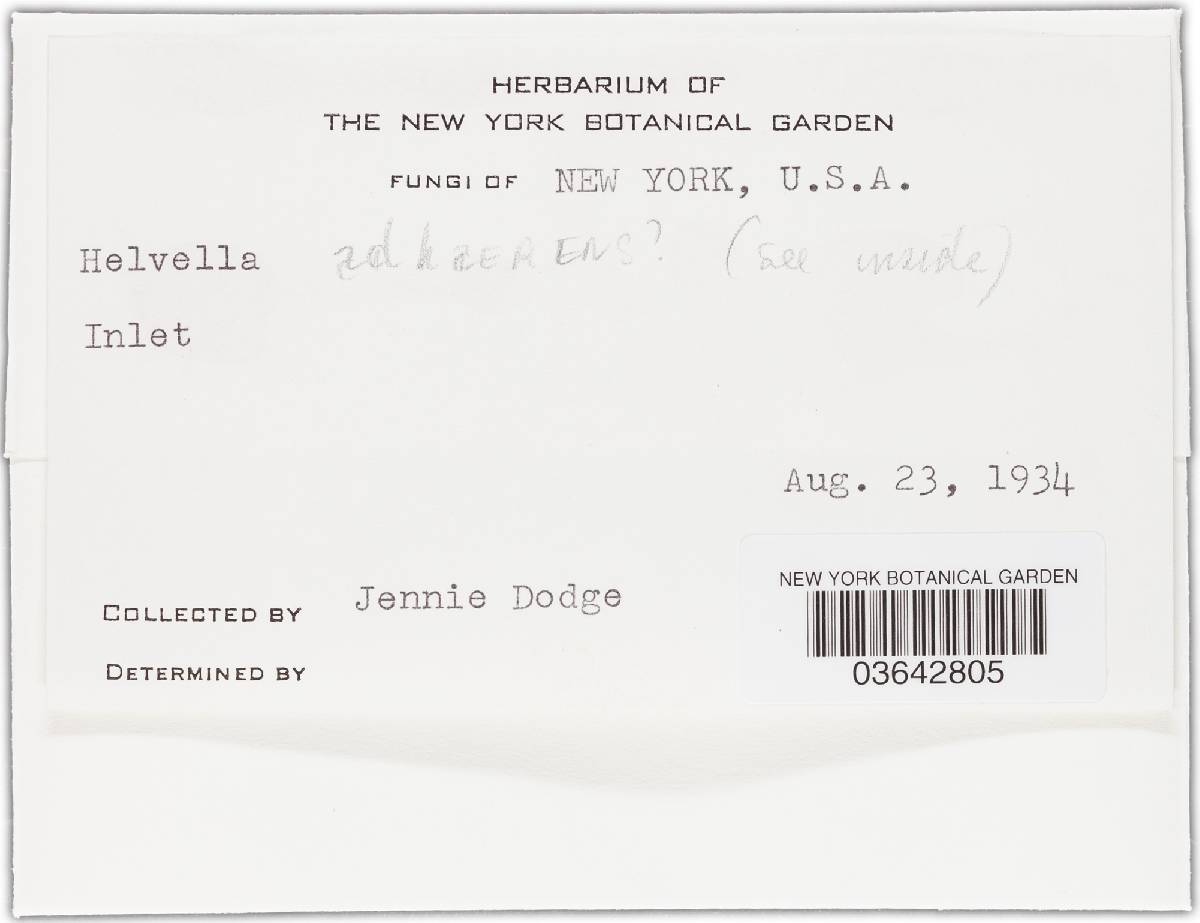 HERBARIUM OF
THE NEW YORK BOTANICAL GARDEN
FUNGI OF NEW YORK, U.S.A.
Helvella (see inside)
Inlet
Aug. 23, 1934
NEW YORK BOTANICAL GARDEN
03642805
COLLECTED BY Jennie Dodge
DETERMINED BY